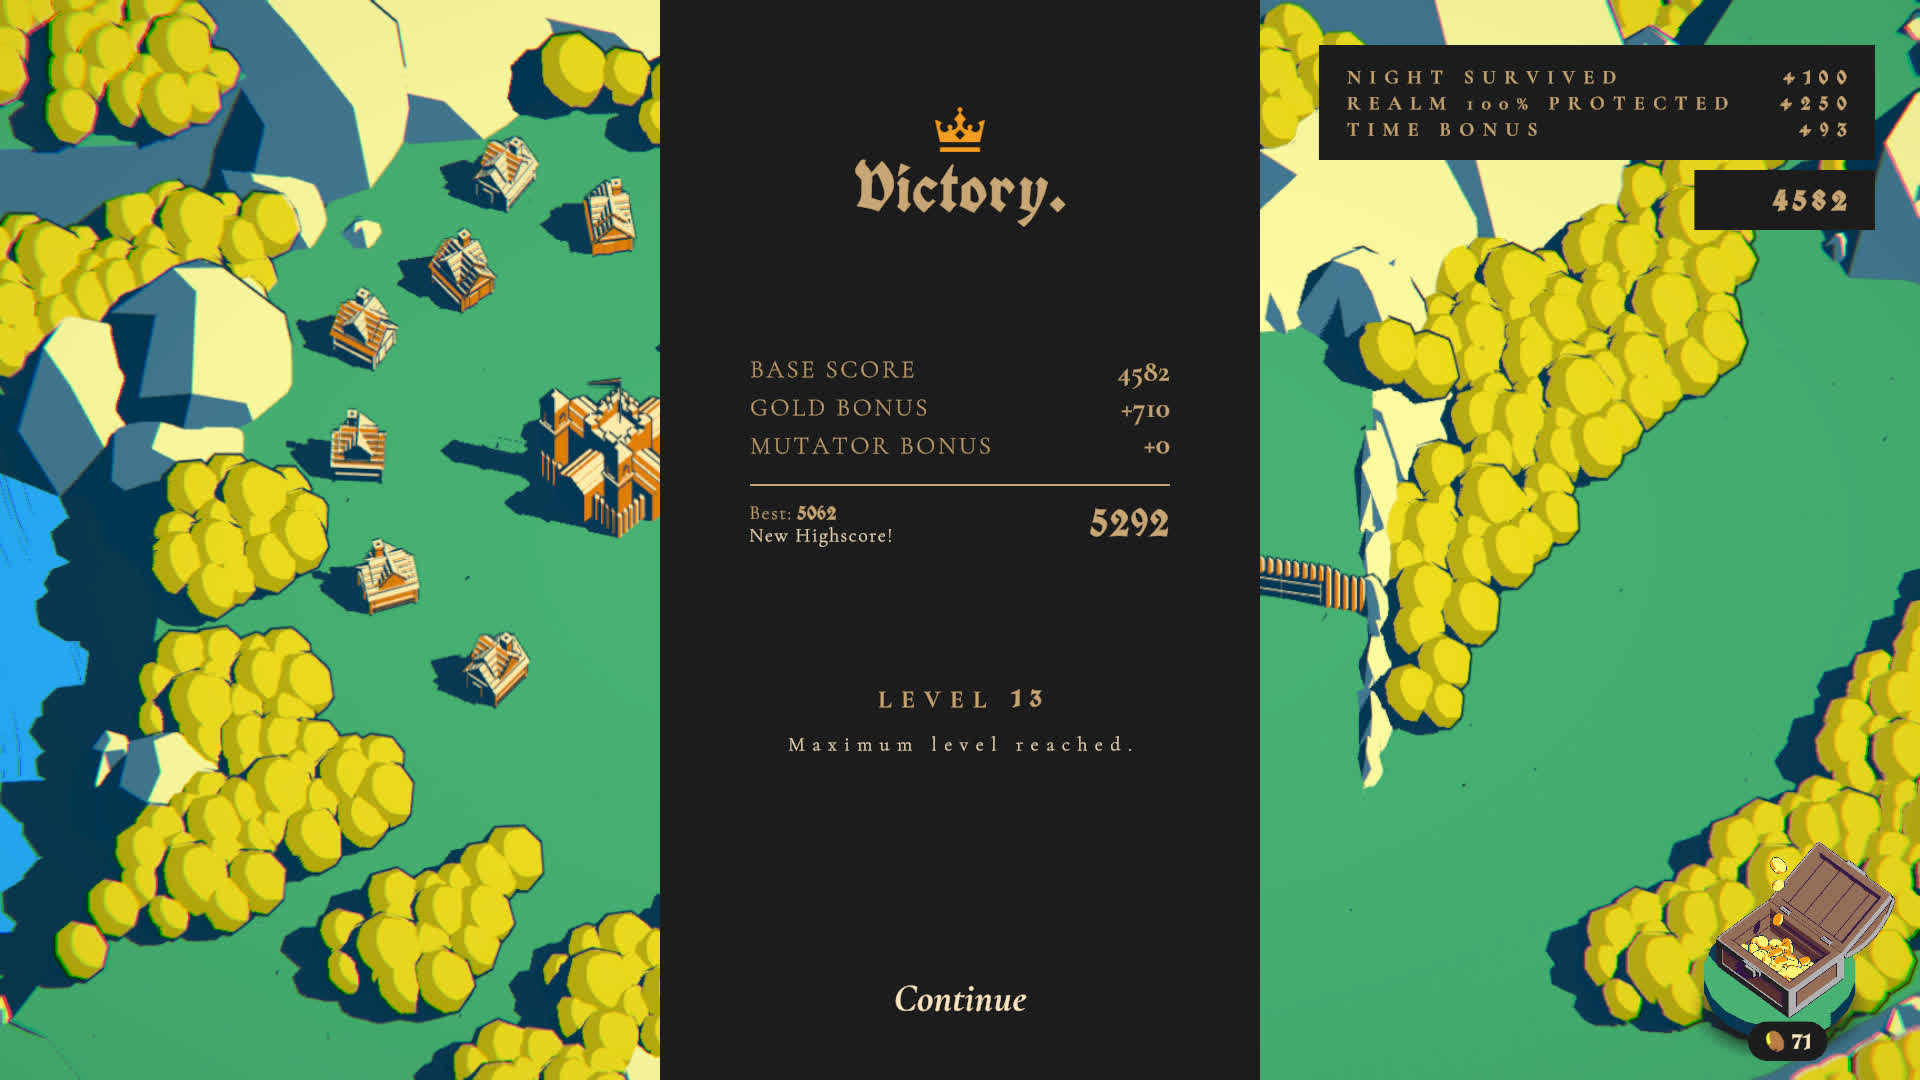 Victory.
BASE SCORE 4582
GOLD BONUS +710
MUTATOR BONUS +0
Best: 5062
New Highscore!
5292
LEVEL 13
Maximum level reached.
Continue
NIGHT SURVIVED +100
REALM 100% PROTECTED +250
TIME BONUS +93
4582
71